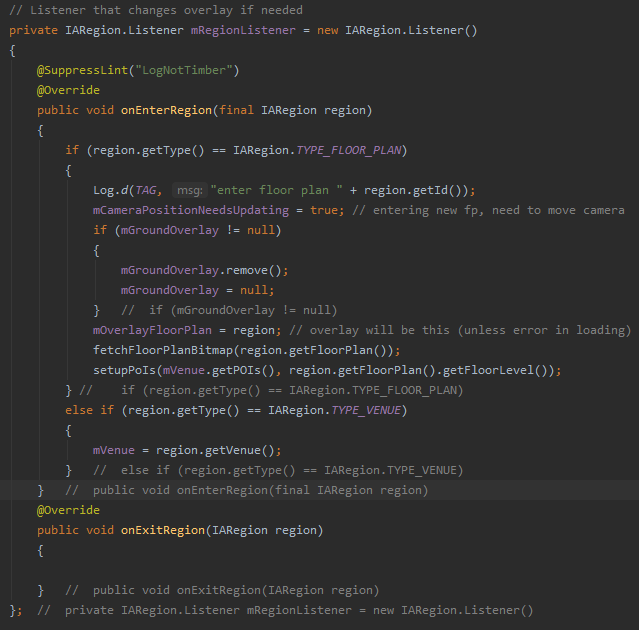 // Listener that changes overlay if needed
private IARegion.Listener mRegionListener = new IARegion.Listener()
{
    @SuppressLint("LogNotTimber")
    @Override
    public void onEnterRegion(final IARegion region)
    {
        if (region.getType() == IARegion.TYPE_FLOOR_PLAN)
        {
            Log.d(TAG, msg: "enter floor plan " + region.getId());
            mCameraPositionNeedsUpdating = true; // entering new fp, need to move camera
            if (mGroundOverlay != null)
            {
                mGroundOverlay.remove();
                mGroundOverlay = null;
            }   //  if (mGroundOverlay != null)
            mOverlayFloorPlan = region; // overlay will be this (unless error in loading)
            fetchFloorPlanBitmap(region.getFloorPlan());
            setupPoIs(mVenue.getPOIs(), region.getFloorPlan().getFloorLevel());
        } //    if (region.getType() == IARegion.TYPE_FLOOR_PLAN)
        else if (region.getType() == IARegion.TYPE_VENUE)
        {
            mVenue = region.getVenue();
        }   //  else if (region.getType() == IARegion.TYPE_VENUE)
    }   //  public void onEnterRegion(final IARegion region)
    @Override
    public void onExitRegion(IARegion region)
    {

    }   //  public void onExitRegion(IARegion region)
};  //  private IARegion.Listener mRegionListener = new IARegion.Listener()